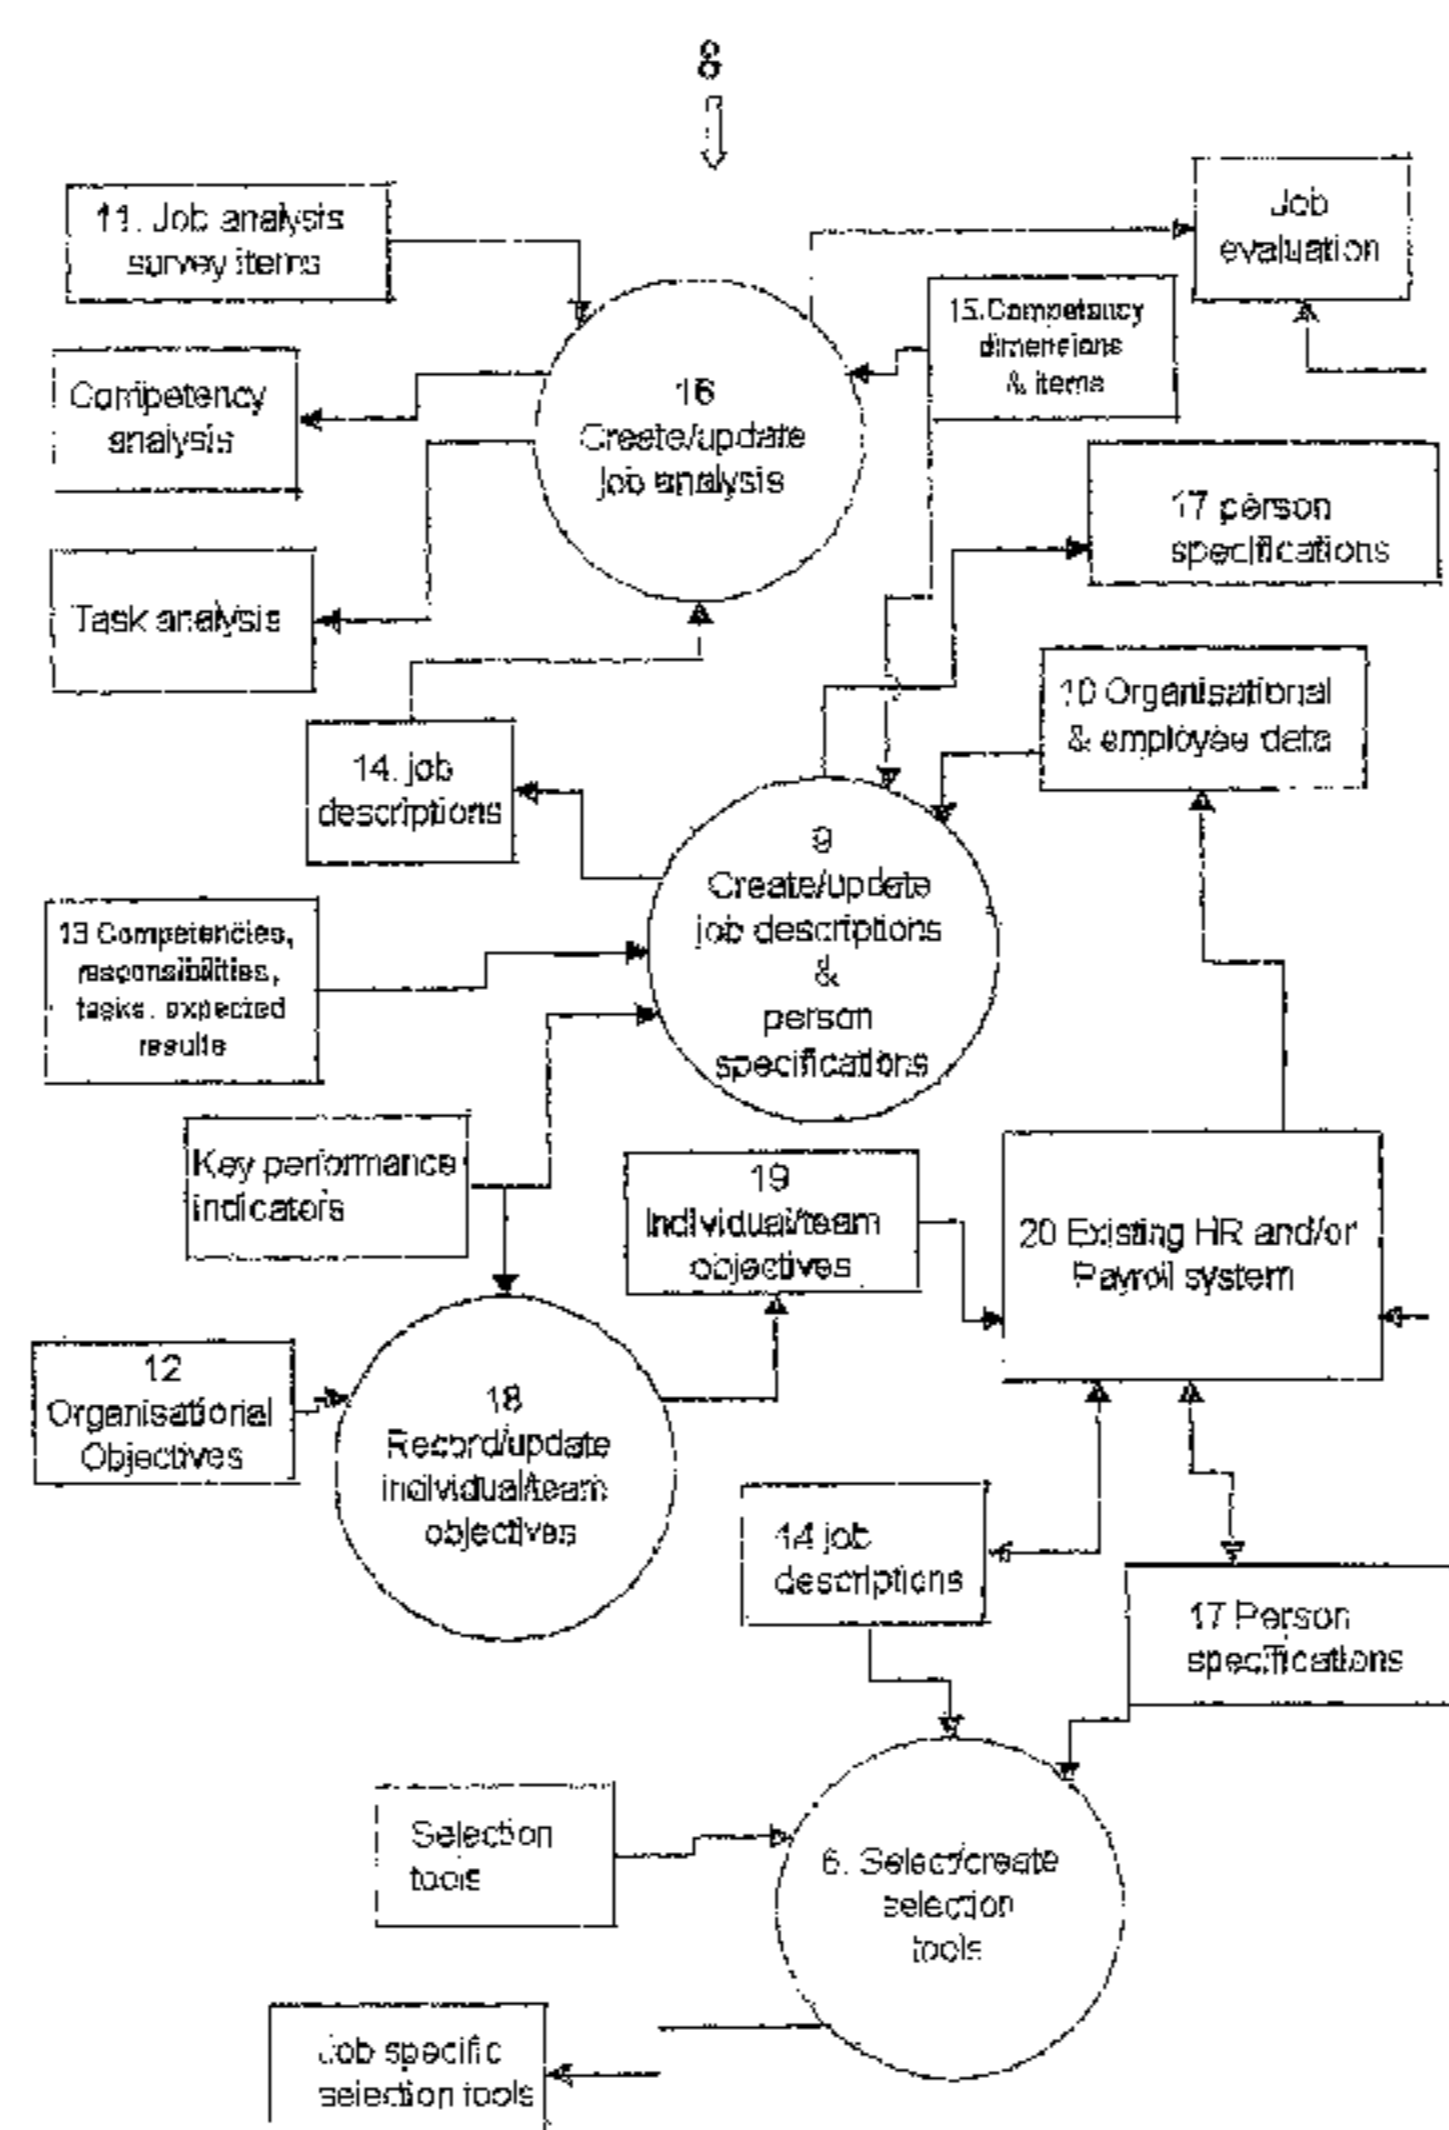 8
11. Job analysis
survey items
Job
evaluation
15. Competency
dimensions
& items
Competency
analysis
16
Create/update
job analysis
17 person
specifications
Task analysis
10 Organisational
& employee data
14. job
descriptions
9
Create/update
job descriptions
&
person
specifications
13 Competencies,
responsibilities,
tasks, expected
results
Key performance
indicators
19
Individual/team
objectives
20 Existing HR and/or
Payroll system
12
Organisational
Objectives
18
Record/update
individual/team
objectives
14 job
descriptions
17 Person
specifications
Selection
tools
6. Select/create
selection
tools
Job specific
selection tools